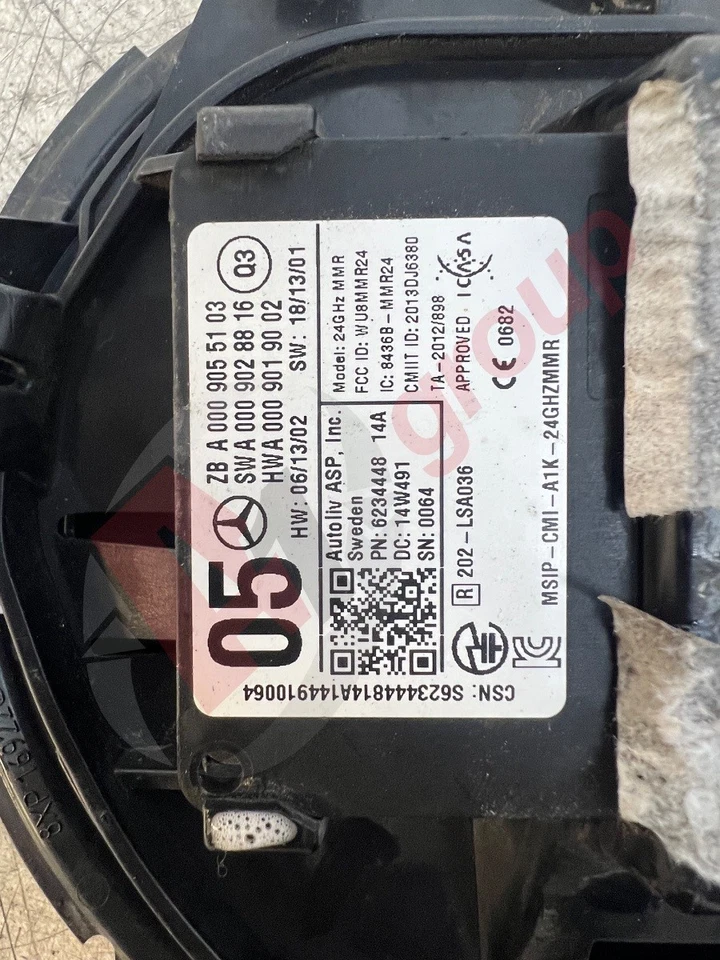 05
ZB A 000 905 51 03
SW A 000 902 88 16
HW A 000 901 90 02
Q3
HW: 06/13/02 SW: 18/13/01
Autoliv ASP, Inc.
Sweden
PN: 6234448 14A
DC: 14W491
SN: 0064
Model: 24GHz MMR
FCC ID: WU8MMR24
IC: 8436B-MMR24
CMIIT ID: 2013DJ6380
TA-2012/898
APPROVED
ICASA
R 202-LSA036
CE 0682
MSIP-CMI-A1K-24GHZMMR
CSN: S623444814A144910064
group